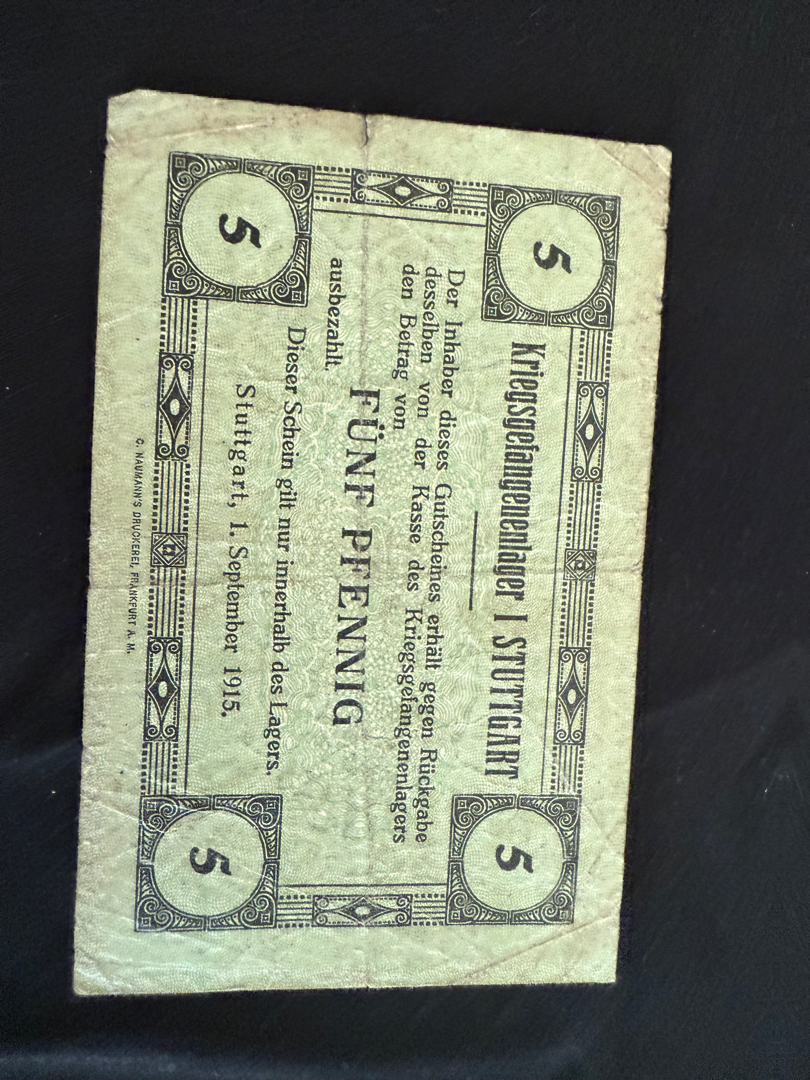 5
5
Kriegsgefangenenlager I STUTTGART
Der Inhaber dieses Gutscheines erhält gegen Rückgabe
desselben von der Kasse des Kriegsgefangenenlagers
den Betrag von
FÜNF PFENNIG
ausbezahlt.
Dieser Schein gilt nur innerhalb des Lagers.
Stuttgart, 1. September 1915.
5
5
C. NAUMANN'S DRUCKEREI, FRANKFURT A. M.